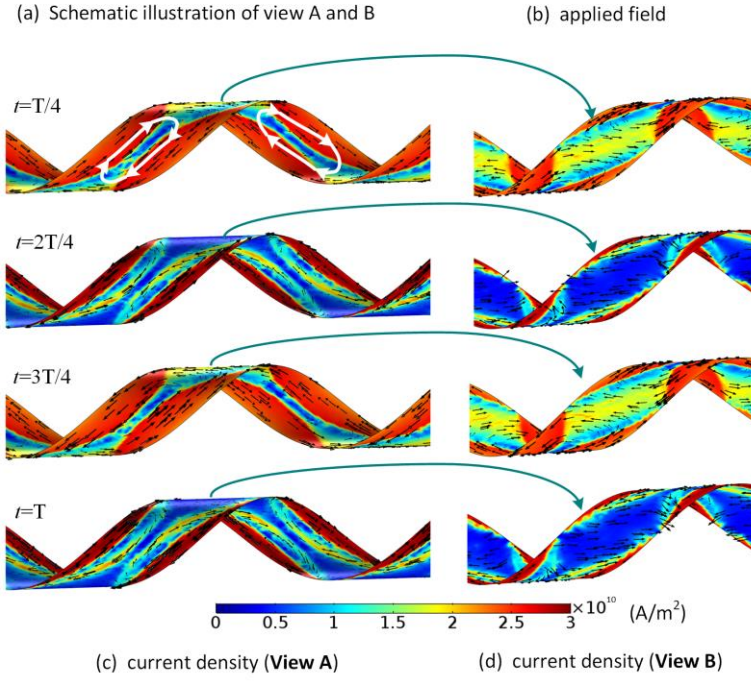 (a) Schematic illustration of view A and B
(b) applied field
t=T/4
t=2T/4
t=3T/4
t=T
×10¹⁰
0 0.5 1 1.5 2 2.5 3
(A/m²)
(c) current density (View A)
(d) current density (View B)